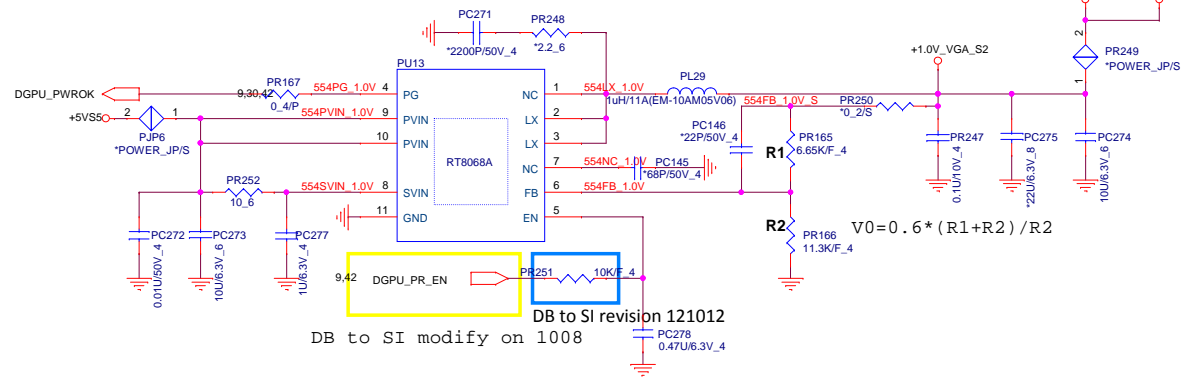 PC271
PR248
*2200P/50V_4
*2.2_6
+1.0V_VGA_S2
2
PR249
*POWER_JP/S
1
PU13
DGPU_PWROK
9,30,42
PR167
0_4/P
554PG_1.0V
4
PG
NC
1
554LX_1.0V
PL29
1uH/11A(EM-10AM05V06)
+5VS5
2
1
PJP6
*POWER_JP/S
554PVIN_1.0V
9
PVIN
LX
2
10
PVIN
LX
3
RT8068A
PC146
*22P/50V_4
554FB_1.0V_S
PR250
*0_2/S
R1
PR165
6.65K/F_4
PR247
0.1U/10V_4
PC275
*22U/6.3V_8
PC274
10U/6.3V_6
NC
7
554NC_1.0V
PC145
*68P/50V_4
PR252
10_6
554SVIN_1.0V
8
SVIN
FB
6
554FB_1.0V
11
GND
EN
5
R2
PR166
11.3K/F_4
V0=0.6*(R1+R2)/R2
PC272
0.01U/50V_4
PC273
10U/6.3V_6
PC277
1U/6.3V_4
9,42
DGPU_PR_EN
PR251
10K/F_4
DB to SI revision 121012
DB to SI modify on 1008
PC278
0.47U/6.3V_4